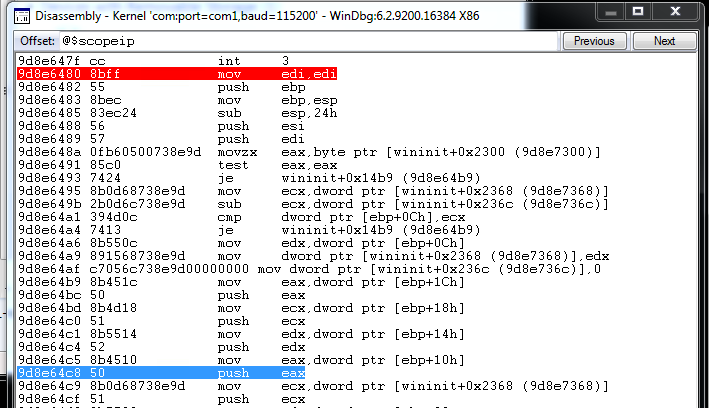 Disassembly - Kernel 'com:port=com1,baud=115200' - WinDbg:6.2.9200.16384 X86
Offset: @$scopeip Previous Next
9d8e647f cc int 3
9d8e6480 8bff mov edi,edi
9d8e6482 55 push ebp
9d8e6483 8bec mov ebp,esp
9d8e6485 83ec24 sub esp,24h
9d8e6488 56 push esi
9d8e6489 57 push edi
9d8e648a 0fb60500738e9d movzx eax,byte ptr [wininit+0x2300 (9d8e7300)]
9d8e6491 85c0 test eax,eax
9d8e6493 7424 je wininit+0x14b9 (9d8e64b9)
9d8e6495 8b0d68738e9d mov ecx,dword ptr [wininit+0x2368 (9d8e7368)]
9d8e649b 2b0d6c738e9d sub ecx,dword ptr [wininit+0x236c (9d8e736c)]
9d8e64a1 394d0c cmp dword ptr [ebp+0Ch],ecx
9d8e64a4 7413 je wininit+0x14b9 (9d8e64b9)
9d8e64a6 8b550c mov edx,dword ptr [ebp+0Ch]
9d8e64a9 891568738e9d mov dword ptr [wininit+0x2368 (9d8e7368)],edx
9d8e64af c7056c738e9d00000000 mov dword ptr [wininit+0x236c (9d8e736c)],0
9d8e64b9 8b451c mov eax,dword ptr [ebp+1Ch]
9d8e64bc 50 push eax
9d8e64bd 8b4d18 mov ecx,dword ptr [ebp+18h]
9d8e64c0 51 push ecx
9d8e64c1 8b5514 mov edx,dword ptr [ebp+14h]
9d8e64c4 52 push edx
9d8e64c5 8b4510 mov eax,dword ptr [ebp+10h]
9d8e64c8 50 push eax
9d8e64c9 8b0d68738e9d mov ecx,dword ptr [wininit+0x2368 (9d8e7368)]
9d8e64cf 51 push ecx